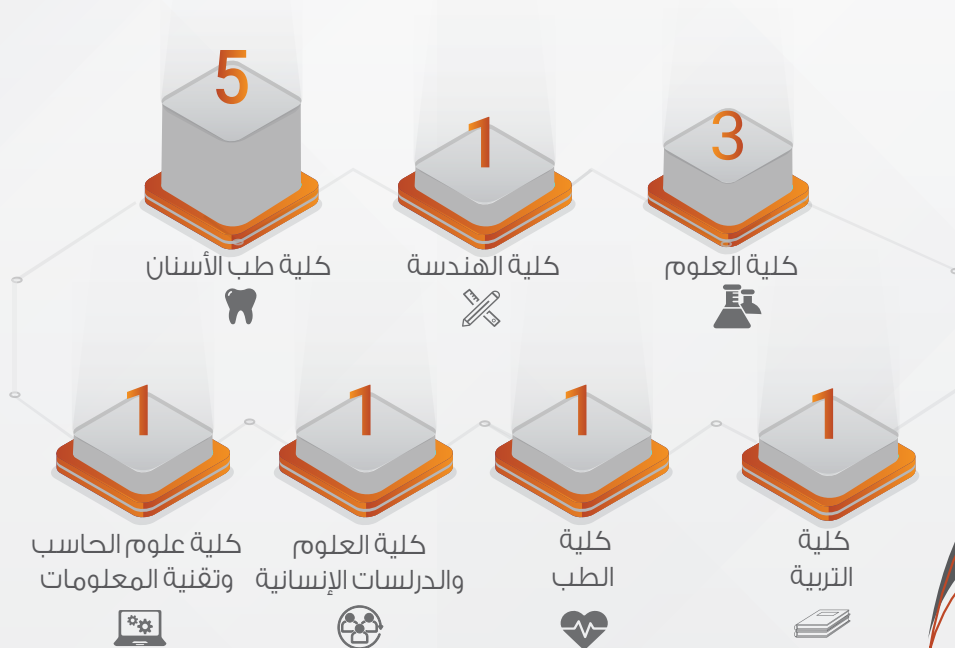 3
كلية العلوم
1
كلية الهندسة
5
كلية طب الأسنان
1
كلية
التربية
1
كلية
الطب
1
كلية العلوم
والدرلسات الإنسانية
1
كلية علوم الحاسب
وتقنية المعلومات